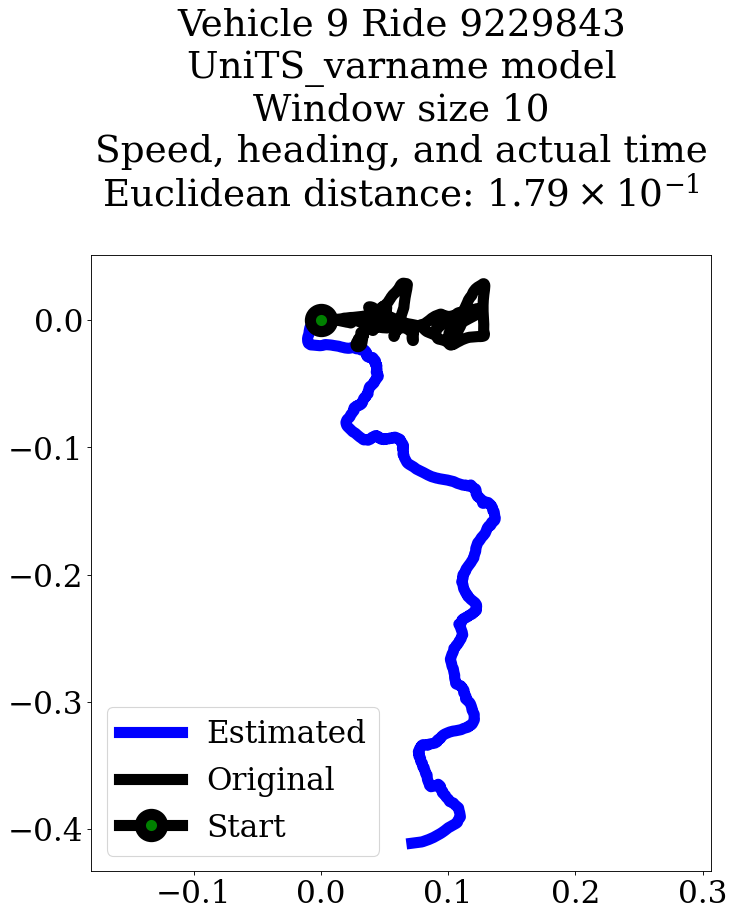 Vehicle 9 Ride 9229843
UniTS_varname model
Window size 10
Speed, heading, and actual time
Euclidean distance: 1.79 × 10⁻¹
0.0
−0.1
−0.2
−0.3
−0.4
Estimated
Original
Start
−0.1 0.0 0.1 0.2 0.3